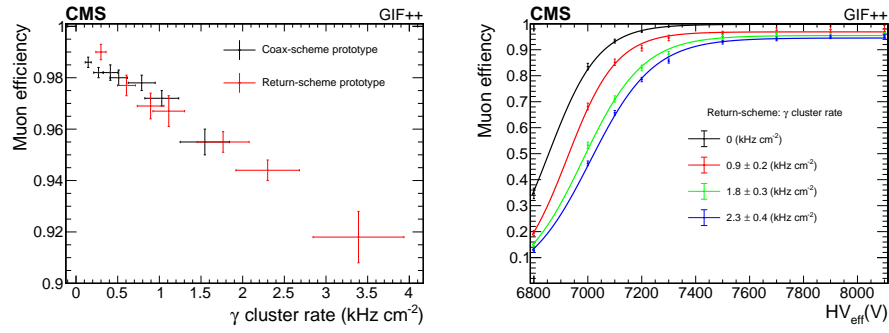 CMS GIF++
Muon efficiency
1
0.98
0.96
0.94
0.92
0.9
Coax-scheme prototype
Return-scheme prototype
0 0.5 1 1.5 2 2.5 3 3.5 4
γ cluster rate (kHz cm-2)
CMS GIF++
Muon efficiency
1
0.9
0.8
0.7
0.6
0.5
0.4
0.3
0.2
0.1
Return-scheme: γ cluster rate
0 (kHz cm-2)
0.9 ± 0.2 (kHz cm-2)
1.8 ± 0.3 (kHz cm-2)
2.3 ± 0.4 (kHz cm-2)
6800 7000 7200 7400 7600 7800 8000
HVeff(V)